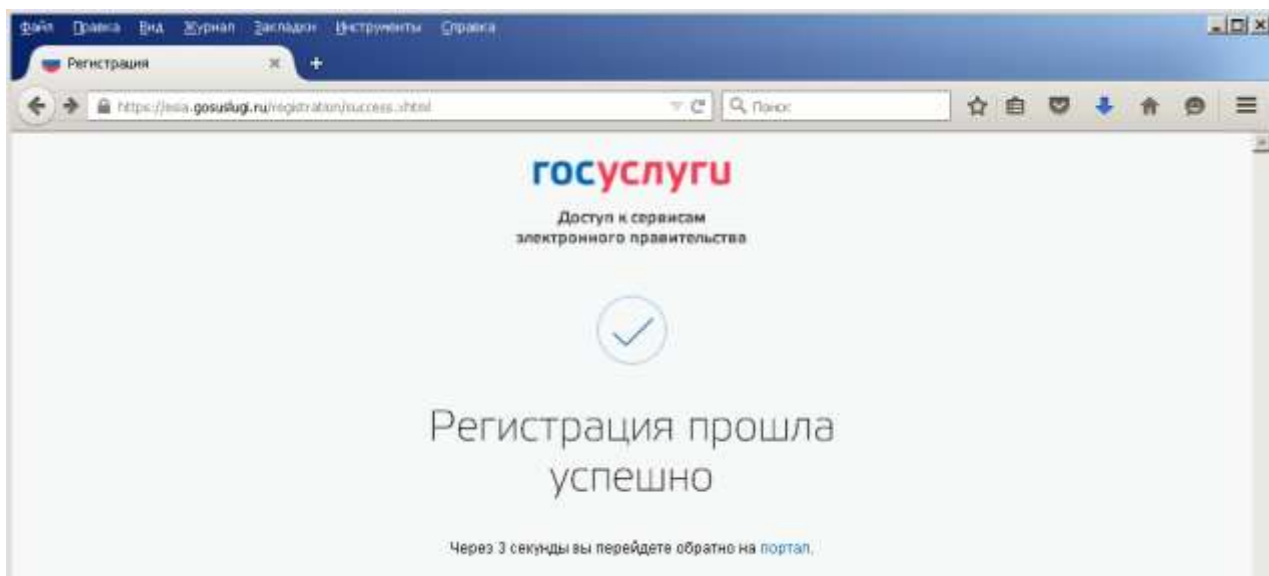 Файл Правка Вид Журнал Закладки Инструменты Справка
Регистрация
https://esia.gosuslugi.ru/registration/success.xhtml
Поиск
госуслуги
Доступ к сервисам
электронного правительства
Регистрация прошла
успешно
Через 3 секунды вы перейдете обратно на портал.